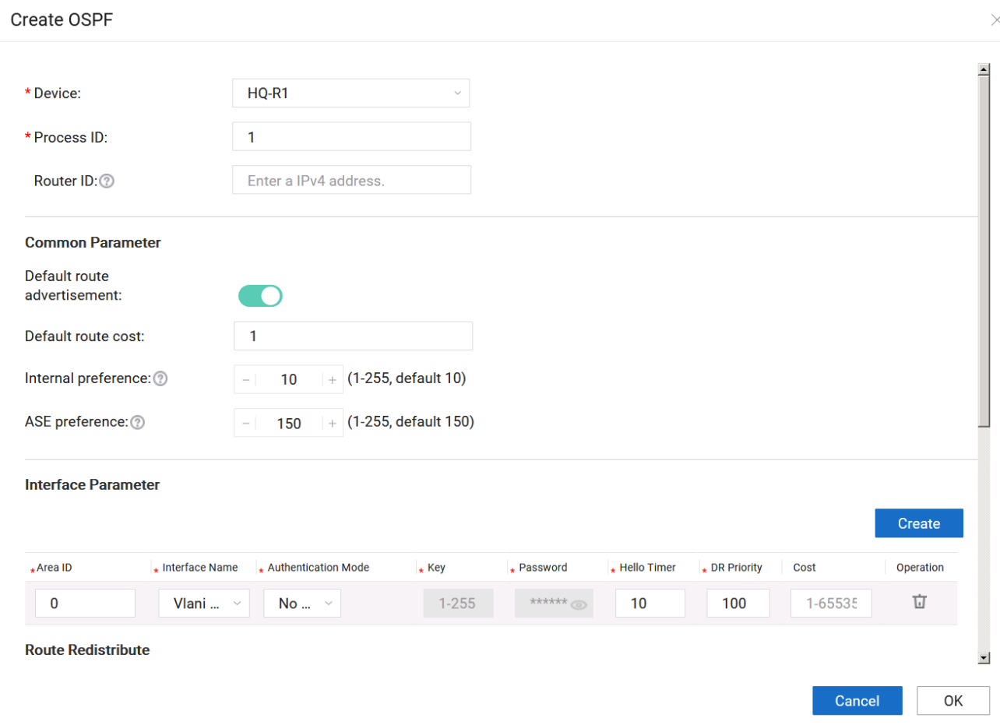 Create OSPF
* Device: HQ-R1
* Process ID: 1
Router ID: ? Enter a IPv4 address.
Common Parameter
Default route
advertisement:
Default route cost: 1
Internal preference: ? − 10 + (1-255, default 10)
ASE preference: ? − 150 + (1-255, default 150)
Interface Parameter
Create
* Area ID * Interface Name * Authentication Mode * Key * Password * Hello Timer * DR Priority Cost Operation
0 Vlani ... No ... 1-255 ****** 10 100 1-65535
Route Redistribute
Cancel OK